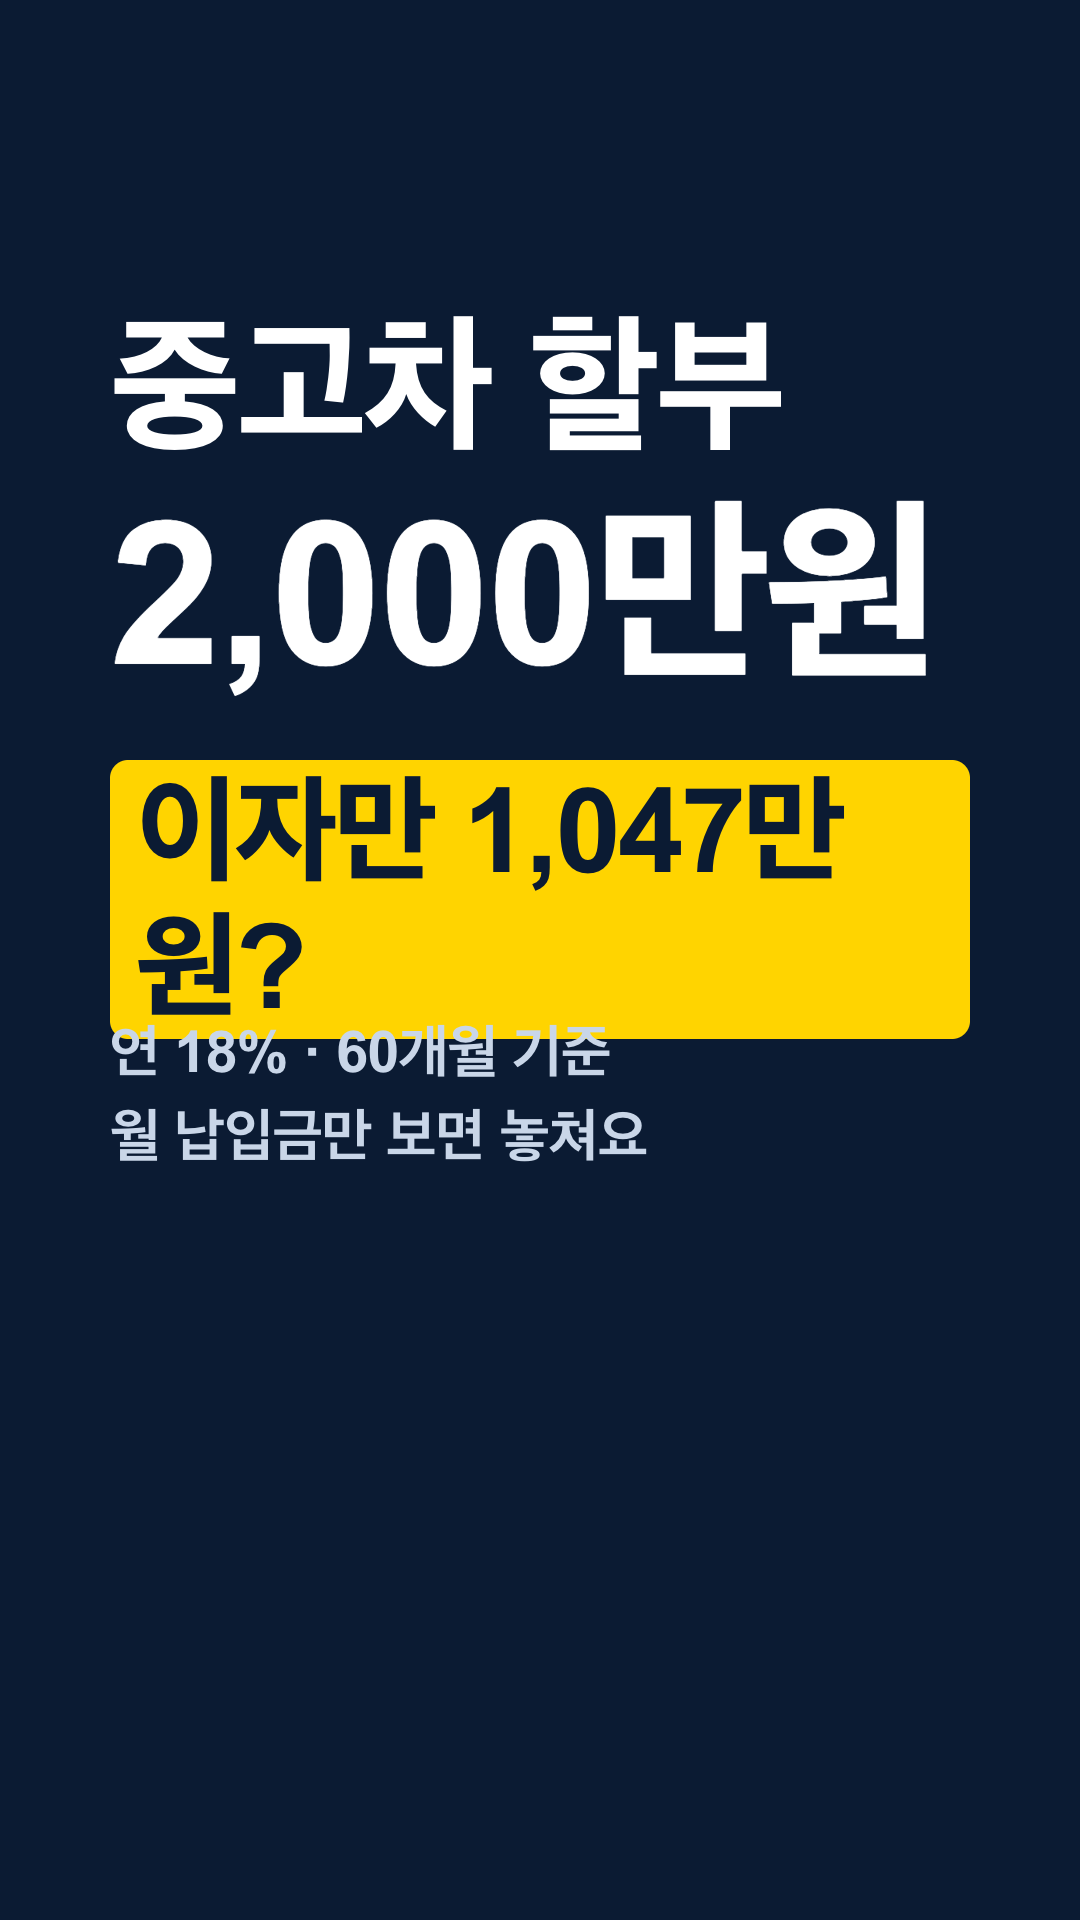 중고차 할부
2,000만원
이자만 1,047만
원?
연 18% · 60개월 기준
월 납입금만 보면 놓쳐요